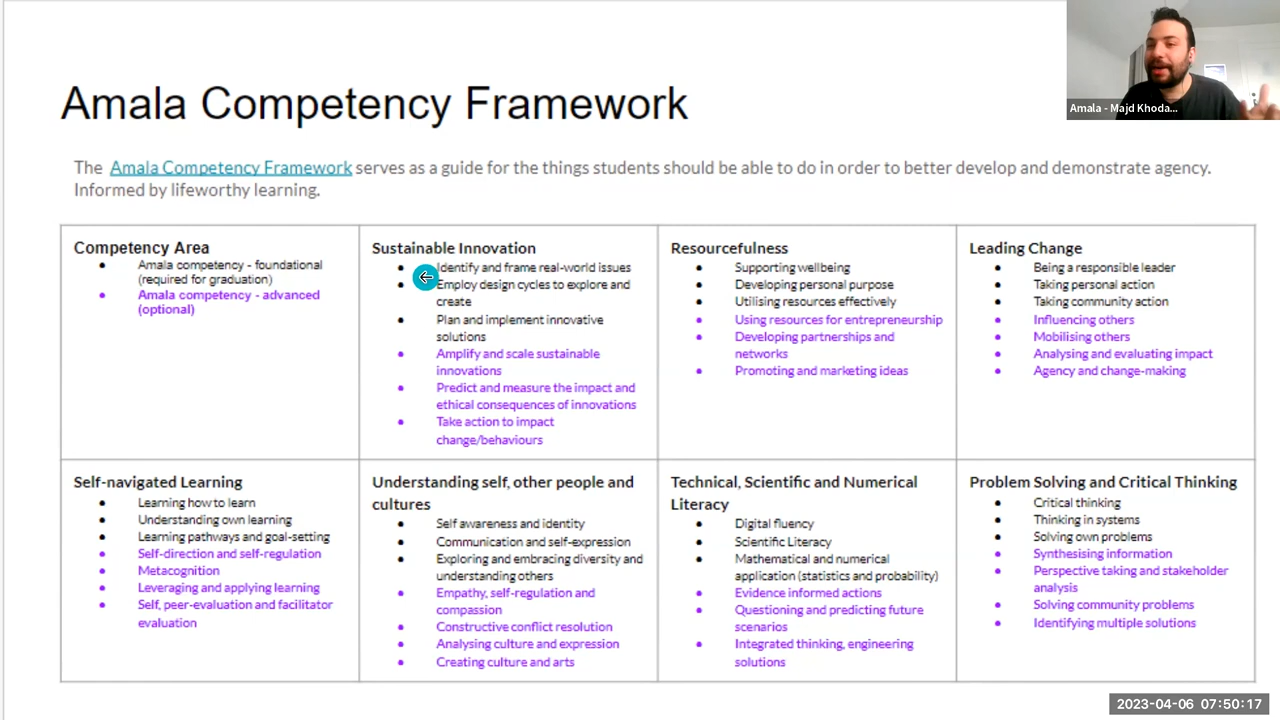 Amala Competency Framework
The Amala Competency Framework serves as a guide for the things students should be able to do in order to better develop and demonstrate agency.
Informed by lifeworthy learning.
Competency Area
Amala competency - foundational
(required for graduation)
Amala competency - advanced
(optional)
Sustainable Innovation
Identify and frame real-world issues
Employ design cycles to explore and
create
Plan and implement innovative
solutions
Amplify and scale sustainable
innovations
Predict and measure the impact and
ethical consequences of innovations
Take action to impact
change/behaviours
Resourcefulness
Supporting wellbeing
Developing personal purpose
Utilising resources effectively
Using resources for entrepreneurship
Developing partnerships and
networks
Promoting and marketing ideas
Leading Change
Being a responsible leader
Taking personal action
Taking community action
Influencing others
Mobilising others
Analysing and evaluating impact
Agency and change-making
Self-navigated Learning
Learning how to learn
Understanding own learning
Learning pathways and goal-setting
Self-direction and self-regulation
Metacognition
Leveraging and applying learning
Self, peer-evaluation and facilitator
evaluation
Understanding self, other people and
cultures
Self awareness and identity
Communication and self-expression
Exploring and embracing diversity and
understanding others
Empathy, self-regulation and
compassion
Constructive conflict resolution
Analysing culture and expression
Creating culture and arts
Technical, Scientific and Numerical
Literacy
Digital fluency
Scientific Literacy
Mathematical and numerical
application (statistics and probability)
Evidence informed actions
Questioning and predicting future
scenarios
Integrated thinking, engineering
solutions
Problem Solving and Critical Thinking
Critical thinking
Thinking in systems
Solving own problems
Synthesising information
Perspective taking and stakeholder
analysis
Solving community problems
Identifying multiple solutions
Amala - Majd Khoda...
2023-04-06 07:50:17